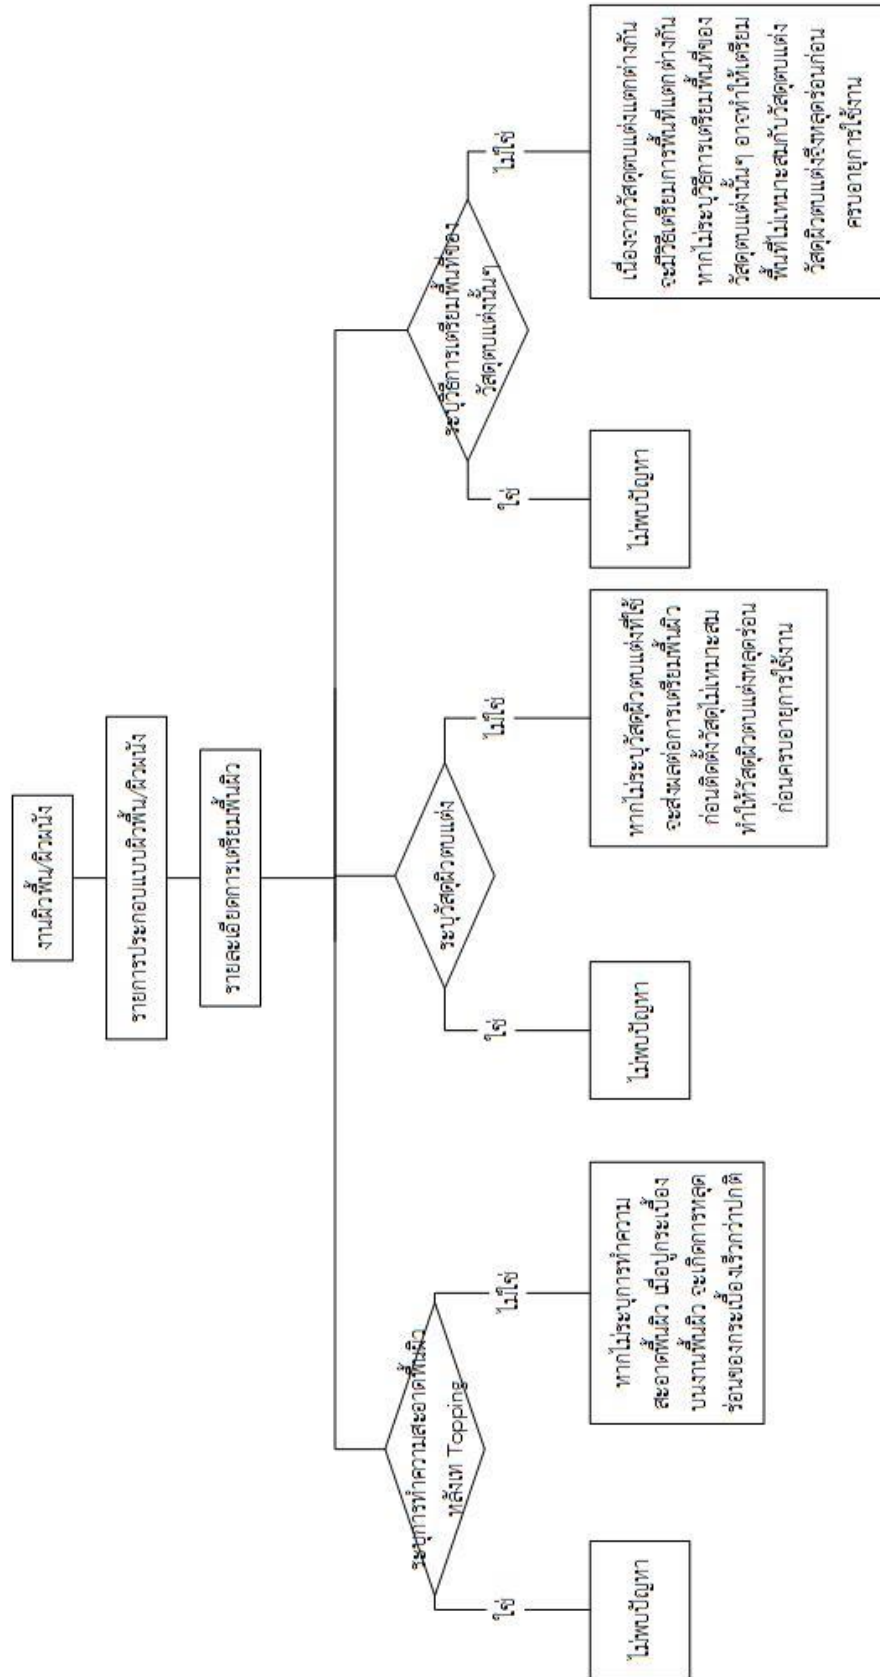 งานผิวพื้น/ผิวผนัง
รายการประกอบแบบผิวพื้น/ผิวผนัง
รายละเอียดการเตรียมพื้นผิว
ระบุการทำความสะอาดพื้นผิว
หลังเท Topping
ใช่
ไม่ใช่
ไม่พบปัญหา
หากไม่ระบุการทำความ
สะอาดพื้นผิว เมื่อปูกระเบื้อง
บนงานพื้นผิว จะเกิดการหลุด
ร่อนของกระเบื้องเร็วกว่าปกติ
ระบุวัสดุผิวตบแต่ง
ใช่
ไม่ใช่
ไม่พบปัญหา
หากไม่ระบุวัสดุผิวตบแต่งที่ใช้
จะส่งผลต่อการเตรียมพื้นผิว
ก่อนติดตั้งวัสดุไม่เหมาะสม
ทำให้วัสดุผิวตบแต่งหลุดร่อน
ก่อนครบอายุการใช้งาน
ระบุวิธีการเตรียมพื้นที่ของ
วัสดุตบแต่งนั้นๆ
ใช่
ไม่ใช่
ไม่พบปัญหา
เนื่องจากวัสดุตบแต่งแตกต่างกัน
จะมีวิธีเตรียมการพื้นที่แตกต่างกัน
หากไม่ระบุวิธีการเตรียมพื้นที่ของ
วัสดุตบแต่งนั้นๆ อาจทำให้เตรียม
พื้นที่ไม่เหมาะสมกับวัสดุตบแต่ง
วัสดุผิวตบแต่งจึงหลุดร่อนก่อน
ครบอายุการใช้งาน